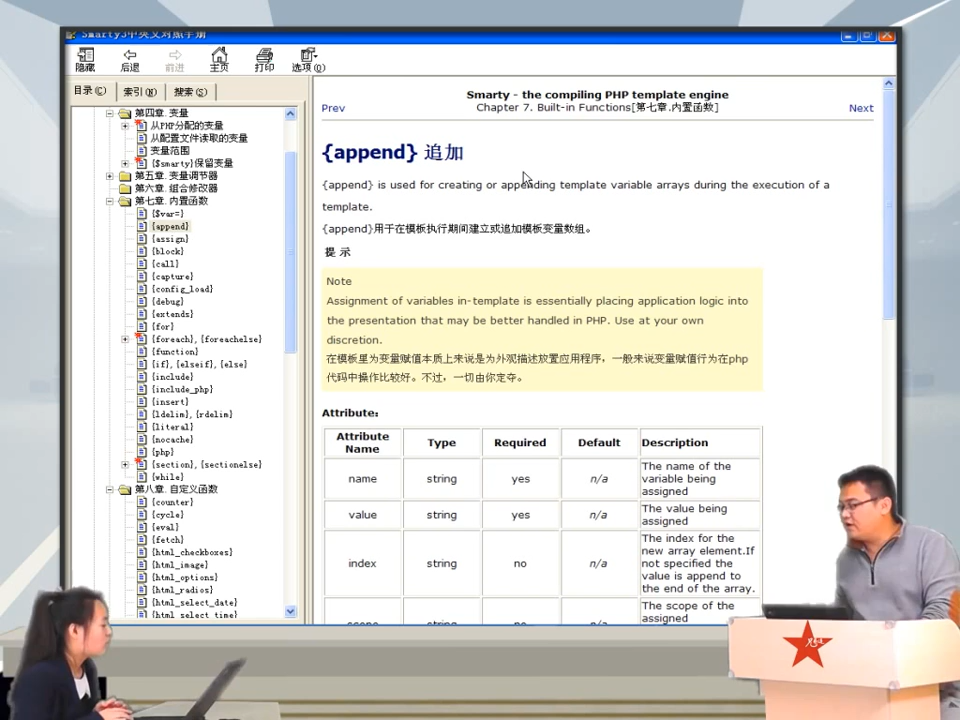 Smarty3中英文对照手册
隐藏 后退 前进 主页 打印 选项(O)
目录(C) 索引(N) 搜索(S)
第四章.变量
从PHP分配的变量
从配置文件读取的变量
变量范围
{$smarty}保留变量
第五章.变量调节器
第六章.组合修改器
第七章.内置函数
{$var=}
{append}
{assign}
{block}
{call}
{capture}
{config_load}
{debug}
{extends}
{for}
{foreach},{foreachelse}
{function}
{if},{elseif},{else}
{include}
{include_php}
{insert}
{ldelim},{rdelim}
{literal}
{nocache}
{php}
{section},{sectionelse}
{while}
第八章.自定义函数
{counter}
{cycle}
{eval}
{fetch}
{html_checkboxes}
{html_image}
{html_options}
{html_radios}
{html_select_date}
{html_select_time}
Smarty - the compiling PHP template engine
Prev Chapter 7. Built-in Functions[第七章.内置函数] Next
{append} 追加
{append} is used for creating or appending template variable arrays during the execution of a
template.
{append}用于在模板执行期间建立或追加模板变量数组。
提示
Note
Assignment of variables in-template is essentially placing application logic into
the presentation that may be better handled in PHP. Use at your own
discretion.
在模板里为变量赋值本质上来说是为外观描述放置应用程序，一般来说变量赋值行为在php
代码中操作比较好。不过，一切由你定夺。
Attribute:
Attribute Name Type Required Default Description
name string yes n/a The name of the
variable being
assigned
value string yes n/a The value being
assigned
index string no n/a The index for the
new array element.If
not specified the
value is append to
the end of the array.
scope string no n/a The scope of the
assigned